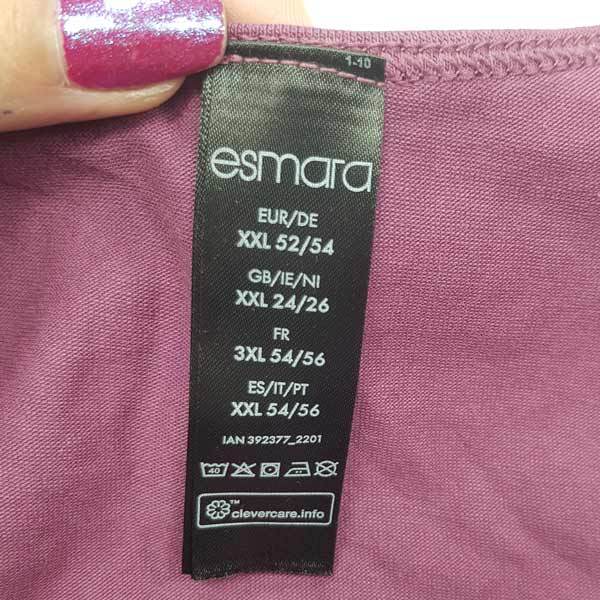 1-10
esmara
EUR/DE
XXL 52/54
GB/IE/NI
XXL 24/26
FR
3XL 54/56
ES/IT/PT
XXL 54/56
IAN 392377_2201
40
™
clevercare.info